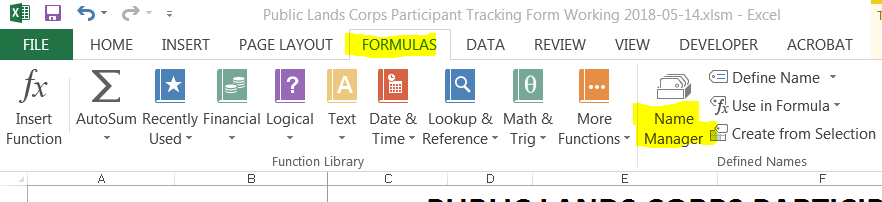 Public Lands Corps Participant Tracking Form Working 2018-05-14.xlsm - Excel
FILE HOME INSERT PAGE LAYOUT FORMULAS DATA REVIEW VIEW DEVELOPER ACROBAT
fx Σ ? A θ
Insert Function
AutoSum
Recently Used
Financial
Logical
Text
Date & Time
Lookup & Reference
Math & Trig
More Functions
Name Manager
Define Name
Use in Formula
Create from Selection
Function Library
Defined Names
A B C D E F
PUBLIC LANDS CORPS